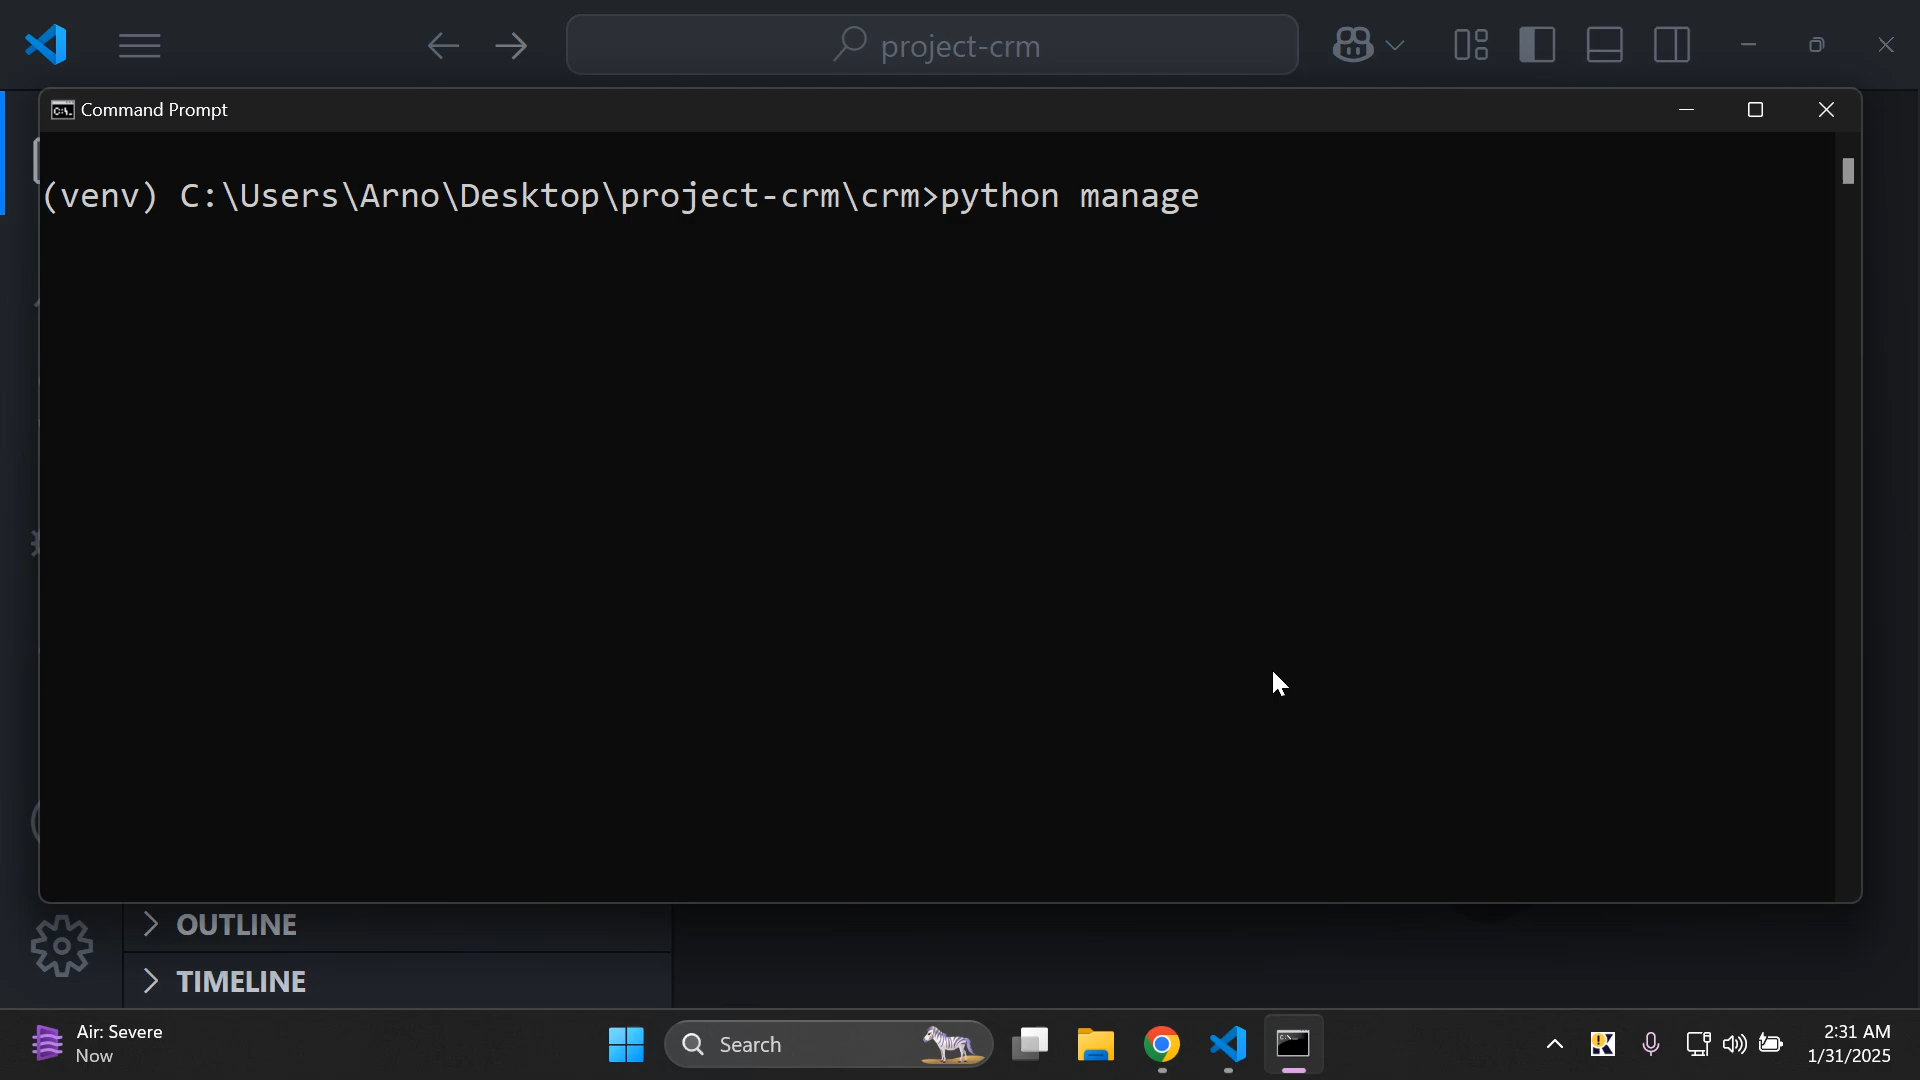 project-crm
Command Prompt
(venv) C:\Users\Arno\Desktop\project-crm\crm>python manage
OUTLINE
TIMELINE
Air: Severe
Now
Search
2:31 AM
1/31/2025